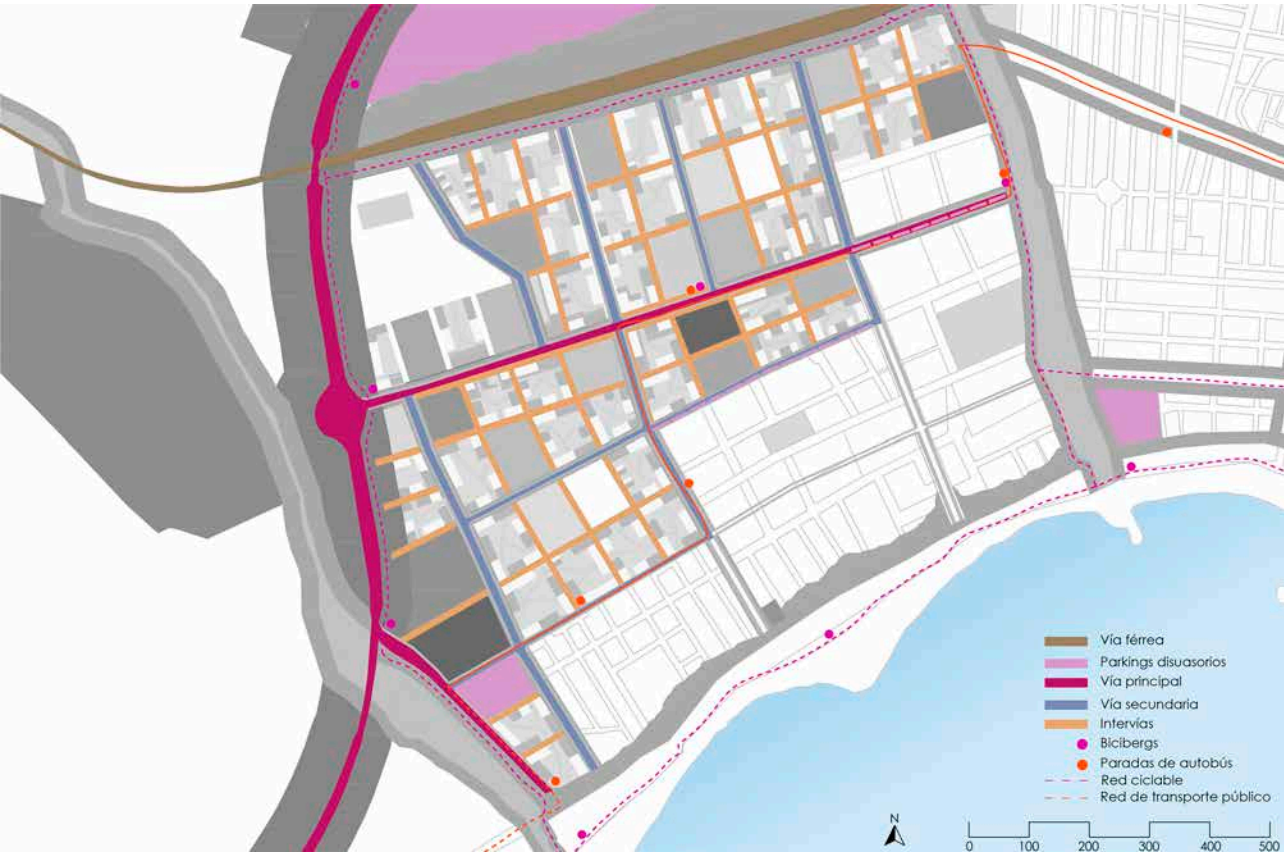 Vía férrea
Parkings disuasorios
Vía principal
Vía secundaria
Intervías
Bicibergs
Paradas de autobús
Red ciclable
Red de transporte público
N
0 100 200 300 400 500